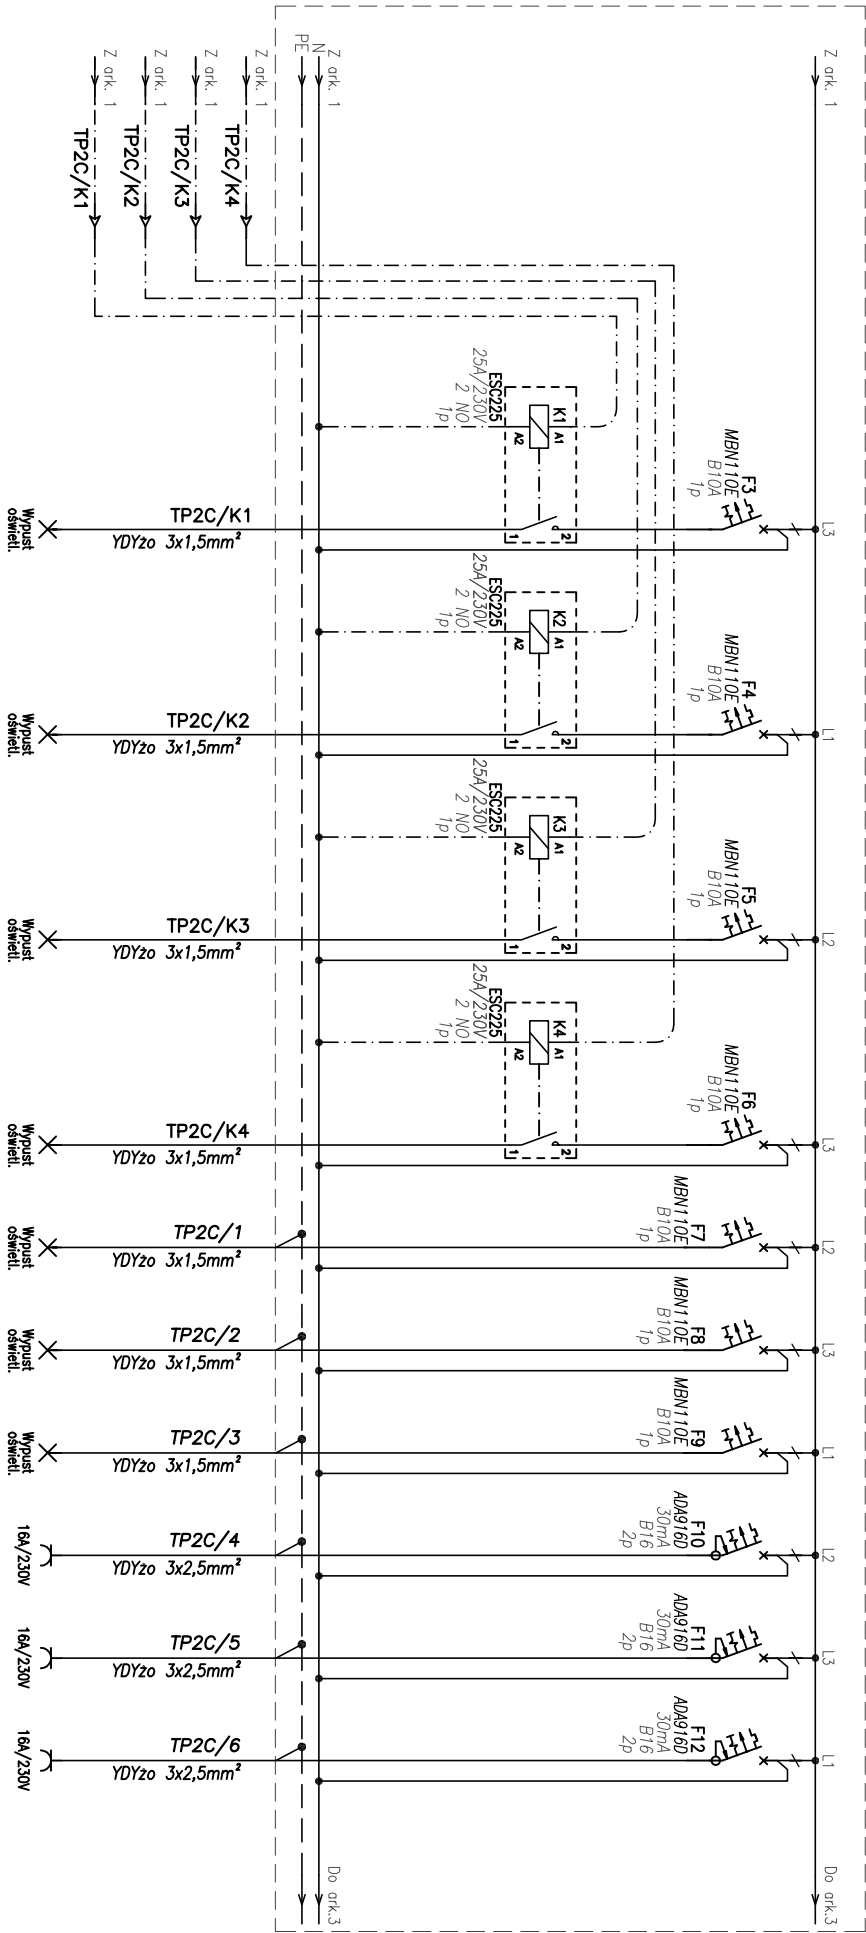 Z ark. 1
Z ark. 1
N
PE
Z ark. 1
Z ark. 1
Z ark. 1
Z ark. 1
TP2C/K4
TP2C/K3
TP2C/K2
TP2C/K1
L3
F3
MBN110E
B10A
1p
K1
A1
A2
1
2
ESC225
25A/230V
2 NO
1p
TP2C/K1
YDYżo 3x1,5mm²
Wypust
oświetl.
L1
F4
MBN110E
B10A
1p
K2
A1
A2
1
2
ESC225
25A/230V
2 NO
1p
TP2C/K2
YDYżo 3x1,5mm²
Wypust
oświetl.
L2
F5
MBN110E
B10A
1p
K3
A1
A2
1
2
ESC225
25A/230V
2 NO
1p
TP2C/K3
YDYżo 3x1,5mm²
Wypust
oświetl.
L3
F6
MBN110E
B10A
1p
K4
A1
A2
1
2
ESC225
25A/230V
2 NO
1p
TP2C/K4
YDYżo 3x1,5mm²
Wypust
oświetl.
L2
F7
MBN110E
B10A
1p
TP2C/1
YDYżo 3x1,5mm²
Wypust
oświetl.
L3
F8
MBN110E
B10A
1p
TP2C/2
YDYżo 3x1,5mm²
Wypust
oświetl.
L1
F9
MBN110E
B10A
1p
TP2C/3
YDYżo 3x1,5mm²
Wypust
oświetl.
L2
F10
ADA916D
30mA
B16
2p
TP2C/4
YDYżo 3x2,5mm²
16A/230V
L3
F11
ADA916D
30mA
B16
2p
TP2C/5
YDYżo 3x2,5mm²
16A/230V
L1
F12
ADA916D
30mA
B16
2p
TP2C/6
YDYżo 3x2,5mm²
16A/230V
Do ark.3
Do ark.3